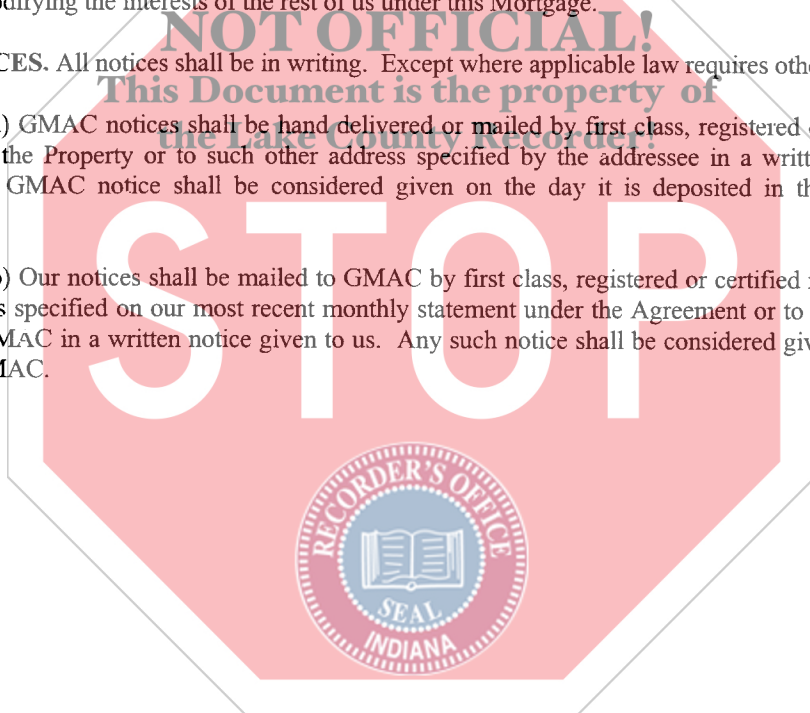 odifying the interests of the rest of us under this Mortgage.
NOT OFFICIAL!
CES. All notices shall be in writing. Except where applicable law requires othe
This Document is the property of
) GMAC notices shall be hand delivered or mailed by first class, registered
the Lake County Recorder!
the Property or to such other address specified by the addressee in a writt
GMAC notice shall be considered given on the day it is deposited in th
STOP
) Our notices shall be mailed to GMAC by first class, registered or certified
s specified on our most recent monthly statement under the Agreement or to
MAC in a written notice given to us. Any such notice shall be considered giv
MAC.
RECORDER'S OFFICE
SEAL
INDIANA